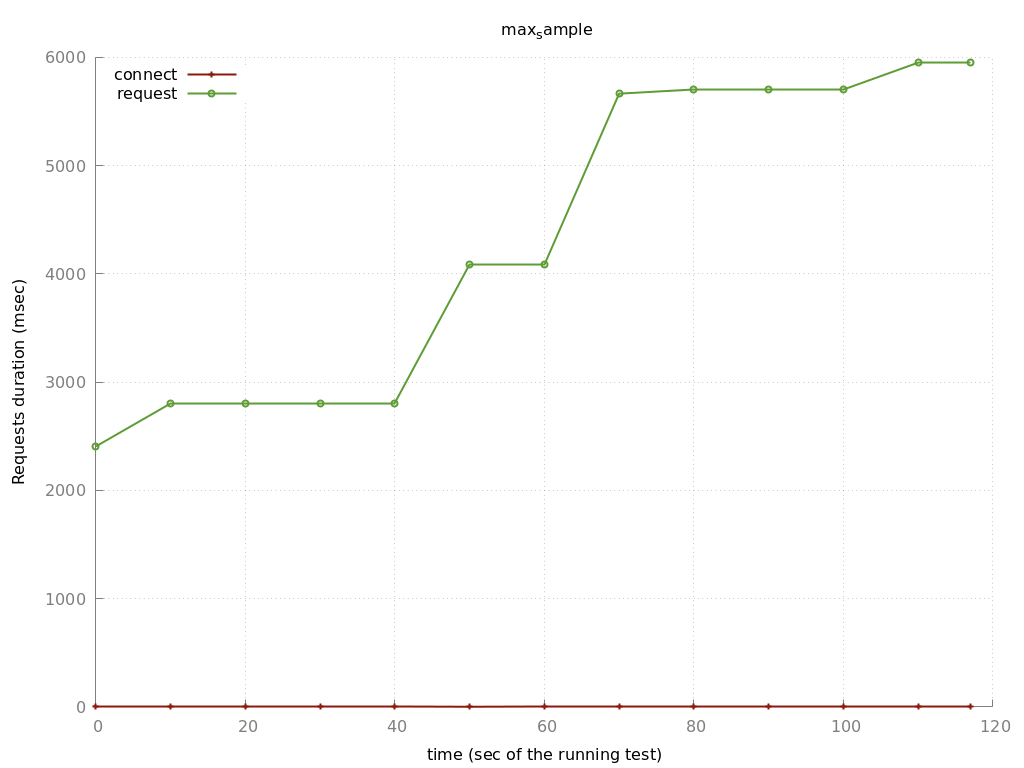 maxsample
6000
connect
request
5000
4000
3000
2000
1000
0
Requests duration (msec)
0 20 40 60 80 100 120
time (sec of the running test)